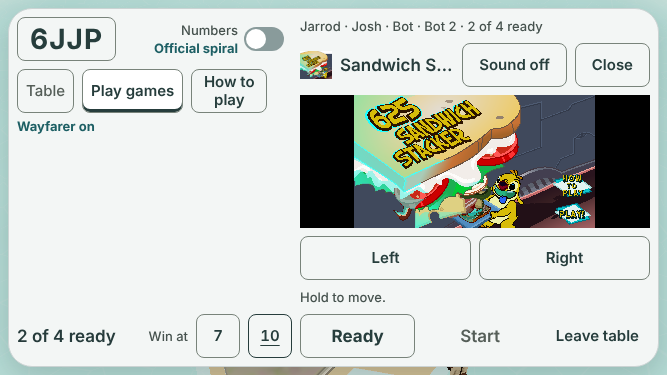 6JJP
Numbers
Official spiral
Table
Play games
How to play
Wayfarer on
Jarrod · Josh · Bot · Bot 2 · 2 of 4 ready
Sandwich S...
Sound off
Close
625
SANDWICH
STACKER
HOW
TO
PLAY
PLAY!
Left
Right
Hold to move.
2 of 4 ready
Win at
7
10
Ready
Start
Leave table